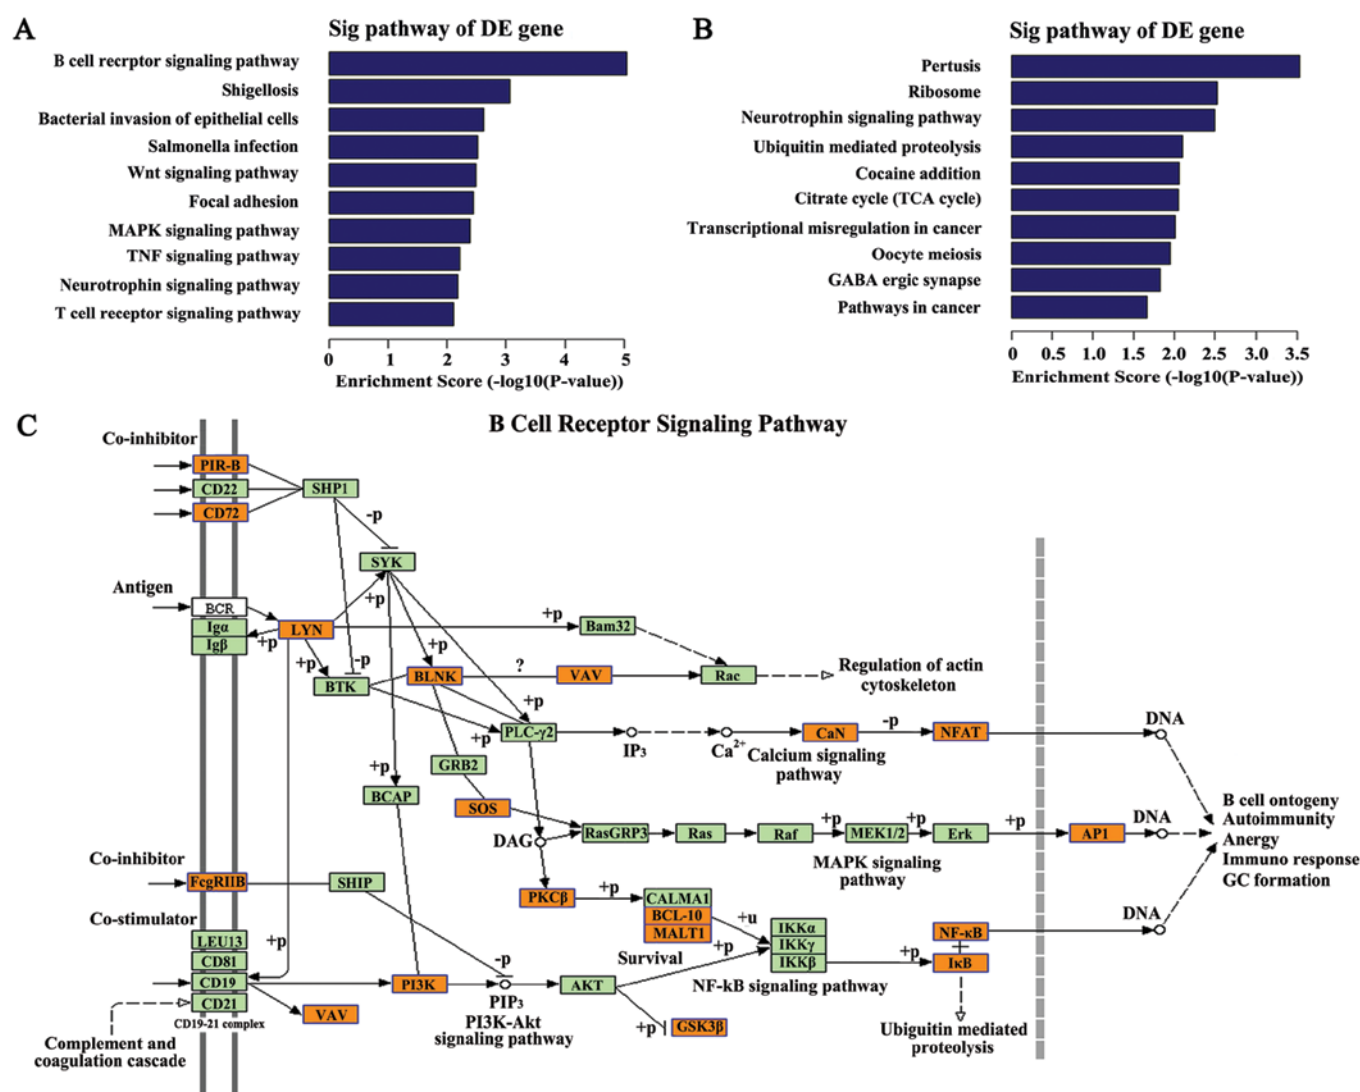 A
Sig pathway of DE gene
B cell recrptor signaling pathway
Shigellosis
Bacterial invasion of epithelial cells
Salmonella infection
Wnt signaling pathway
Focal adhesion
MAPK signaling pathway
TNF signaling pathway
Neurotrophin signaling pathway
T cell receptor signaling pathway
0 1 2 3 4 5
Enrichment Score (-log10(P-value))
B
Sig pathway of DE gene
Pertusis
Ribosome
Neurotrophin signaling pathway
Ubiquitin mediated proteolysis
Cocaine addition
Citrate cycle (TCA cycle)
Transcriptional misregulation in cancer
Oocyte meiosis
GABA ergic synapse
Pathways in cancer
0 0.5 1.0 1.5 2.0 2.5 3.0 3.5
Enrichment Score (-log10(P-value))
C
B Cell Receptor Signaling Pathway
Co-inhibitor
PIR-B
CD22
SHP1
CD72
-p
SYK
Antigen
+p
BCR
+p
Igα
LYN
Bam32
Igβ
+p
+p
+p
-p
?
BTK
BLNK
VAV
Rac
Regulation of actin
cytoskeleton
+p
+p
PLC-γ2
IP3
Ca2+
CaN
-p
NFAT
DNA
Calcium signaling
pathway
GRB2
+p
BCAP
SOS
DAG
RasGRP3
Ras
Raf
+p
MEK1/2
+p
Erk
+p
AP1
DNA
MAPK signaling
pathway
B cell ontogeny
Autoimmunity
Anergy
Immuno response
GC formation
Co-inhibitor
FcgRIIB
SHIP
PKCβ
+p
CALMA1
BCL-10
MALT1
+u
IKKα
IKKγ
IKKβ
+p
+p
NF-κB
IκB
DNA
Survival
NF-kB signaling pathway
Co-stimulator
LEU13
+p
CD81
CD19
CD21
CD19-21 complex
VAV
PI3K
-p
PIP3
AKT
PI3K-Akt
signaling pathway
+p
GSK3β
Ubiguitin mediated
proteolysis
Complement and
coagulation cascade